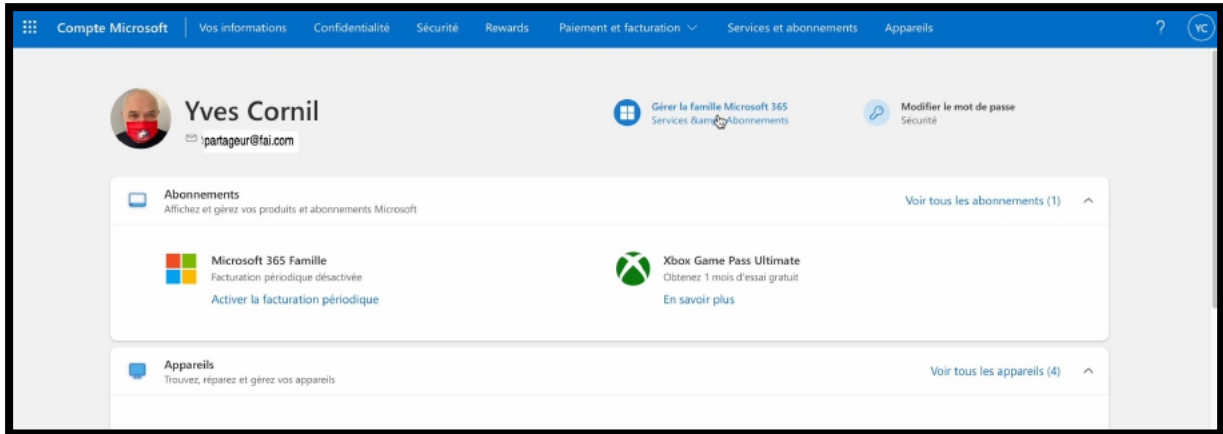 Compte Microsoft Vos informations Confidentialité Sécurité Rewards Paiement et facturation Services et abonnements Appareils ? YC
Yves Cornil
partageur@fai.com
Gérer la famille Microsoft 365
Services &am Abonnements
Modifier le mot de passe
Sécurité
Abonnements
Affichez et gérez vos produits et abonnements Microsoft
Voir tous les abonnements (1)
Microsoft 365 Famille
Facturation périodique désactivée
Activer la facturation périodique
Xbox Game Pass Ultimate
Obtenez 1 mois d'essai gratuit
En savoir plus
Appareils
Trouvez, réparez et gérez vos appareils
Voir tous les appareils (4)